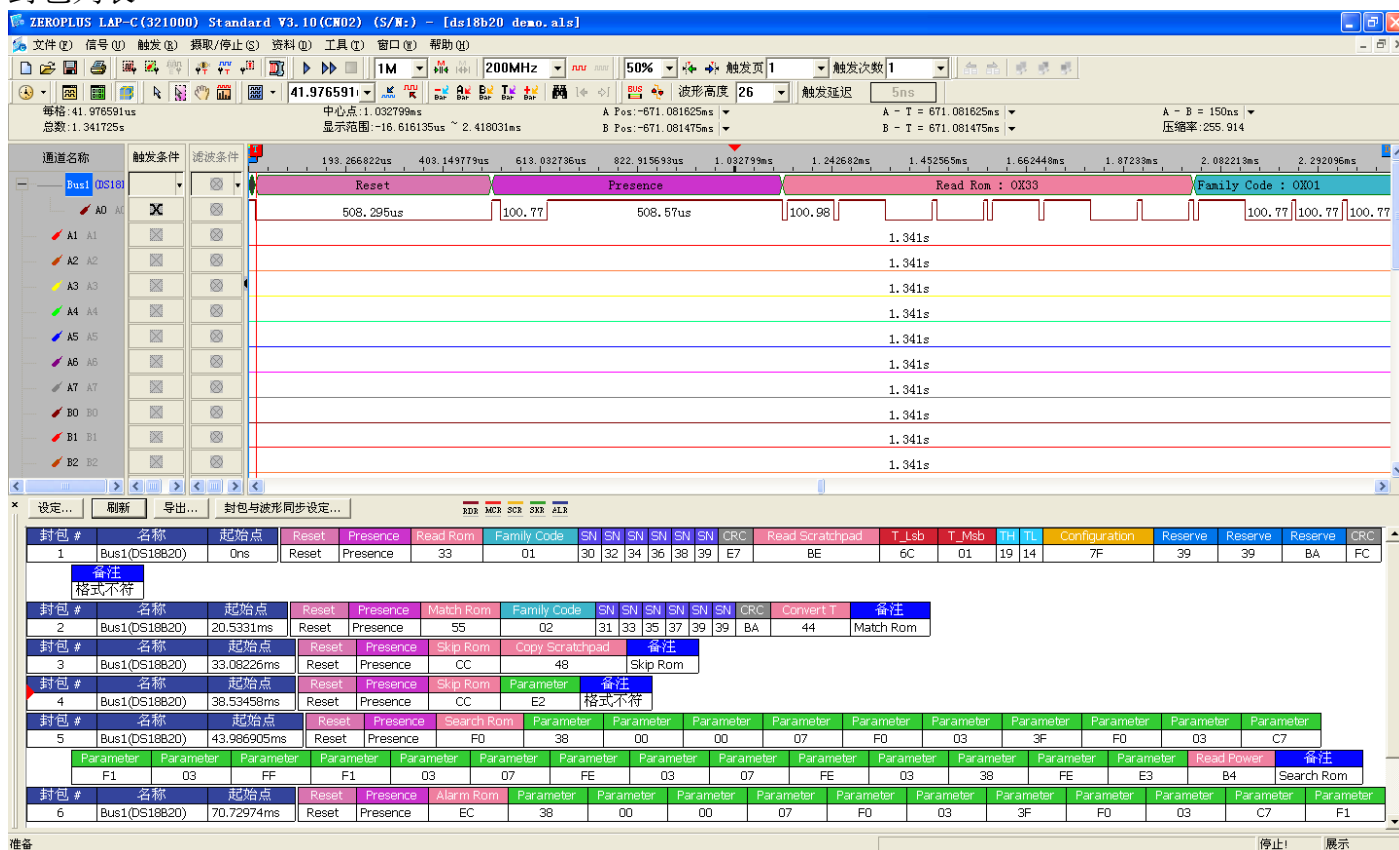 ZEROPLUS LAP-C(321000) Standard V3.10(CN02) (S/N:) - [ds18b20 demo.als]
文件(F) 信号(U) 触发(R) 摄取/停止(S) 资料(D) 工具(T) 窗口(W) 帮助(H)
1M 200MHz 50% 触发页 1 触发次数 1
41.976591 波形高度 26 触发延迟 5ns
每格:41.976591us 中心点:1.032799ms A Pos:-671.081625ms A - T = 671.081625ms A - B = 150ns
总数:1.341725s 显示范围:-16.616135us ~ 2.418031ms B Pos:-671.081475ms B - T = 671.081475ms 压缩率:255.914
通道名称 触发条件 滤波条件 193.266822us 403.149779us 613.032736us 822.915693us 1.032799ms 1.242682ms 1.452565ms 1.662448ms 1.87233ms 2.082213ms 2.292096ms
Bus1 (DS18B Reset Presence Read Rom : 0X33 Family Code : 0X01
A0 A0 508.295us 100.77 508.57us 100.98 100.77 100.77 100.77
A1 A1 1.341s
A2 A2 1.341s
A3 A3 1.341s
A4 A4 1.341s
A5 A5 1.341s
A6 A6 1.341s
A7 A7 1.341s
B0 B0 1.341s
B1 B1 1.341s
B2 B2 1.341s
设定... 刷新 导出... 封包与波形同步设定... RDR MCR SCR SKR ALR
封包 # 名称 起始点 Reset Presence Read Rom Family Code SN SN SN SN SN SN CRC Read Scratchpad T_Lsb T_Msb TH TL Configuration Reserve Reserve Reserve CRC
1 Bus1(DS18B20) 0ns Reset Presence 33 01 30 32 34 36 38 39 E7 BE 6C 01 19 14 7F 39 39 BA FC
备注
格式不符
封包 # 名称 起始点 Reset Presence Match Rom Family Code SN SN SN SN SN SN CRC Convert T 备注
2 Bus1(DS18B20) 20.5331ms Reset Presence 55 02 31 33 35 37 39 39 BA 44 Match Rom
封包 # 名称 起始点 Reset Presence Skip Rom Copy Scratchpad 备注
3 Bus1(DS18B20) 33.08226ms Reset Presence CC 48 Skip Rom
封包 # 名称 起始点 Reset Presence Skip Rom Parameter 备注
4 Bus1(DS18B20) 38.53458ms Reset Presence CC E2 格式不符
封包 # 名称 起始点 Reset Presence Search Rom Parameter Parameter Parameter Parameter Parameter Parameter Parameter Parameter Parameter Parameter
5 Bus1(DS18B20) 43.986905ms Reset Presence F0 38 00 00 07 F0 03 3F F0 03 C7
Parameter Parameter Parameter Parameter Parameter Parameter Parameter Parameter Parameter Parameter Parameter Parameter Parameter Parameter Read Power 备注
F1 03 FF F1 03 07 FE 03 07 FE 03 38 FE E3 B4 Search Rom
封包 # 名称 起始点 Reset Presence Alarm Rom Parameter Parameter Parameter Parameter Parameter Parameter Parameter Parameter Parameter Parameter Parameter
6 Bus1(DS18B20) 70.72974ms Reset Presence EC 38 00 00 07 F0 03 3F F0 03 C7 F1
准备 停止! 展示